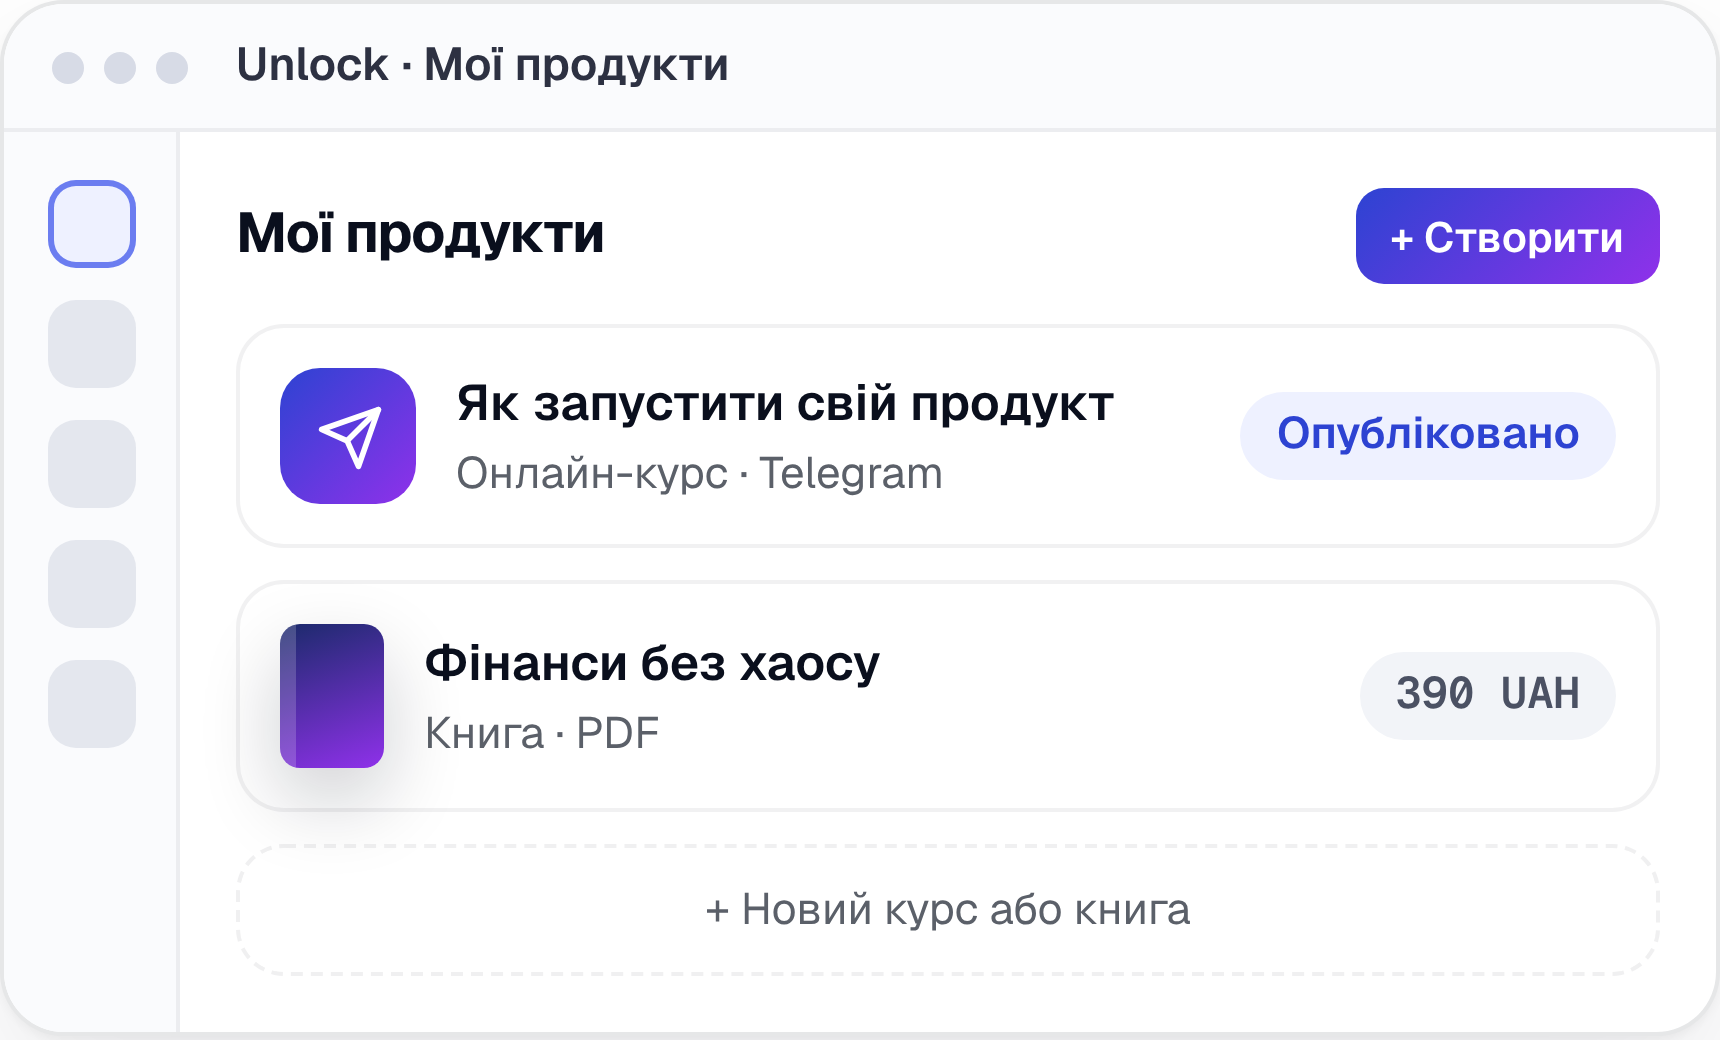 Unlock · Мої продукти
Мої продукти
+ Створити
Як запустити свій продукт
Онлайн-курс · Telegram
Опубліковано
Фінанси без хаосу
Книга · PDF
390 UAH
+ Новий курс або книга